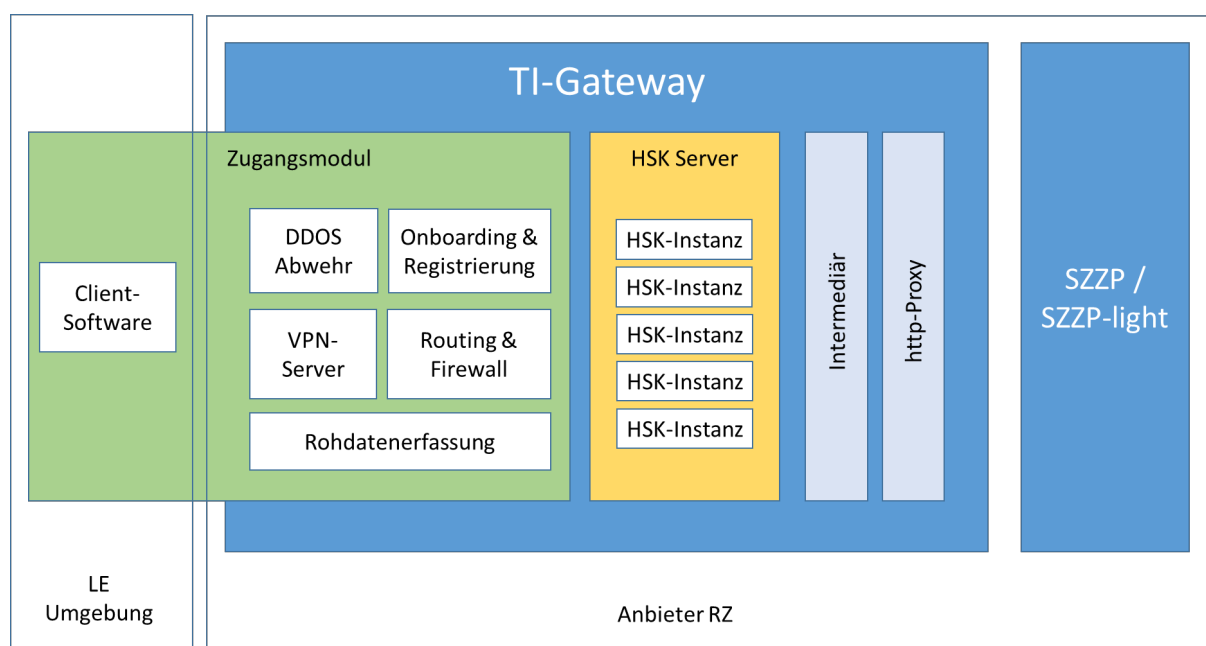 TI-Gateway
Zugangsmodul
Client-
Software
DDOS
Abwehr
Onboarding &
Registrierung
VPN-
Server
Routing &
Firewall
Rohdatenerfassung
HSK Server
HSK-Instanz
HSK-Instanz
HSK-Instanz
HSK-Instanz
HSK-Instanz
Intermediär
http-Proxy
SZZP /
SZZP-light
LE
Umgebung
Anbieter RZ